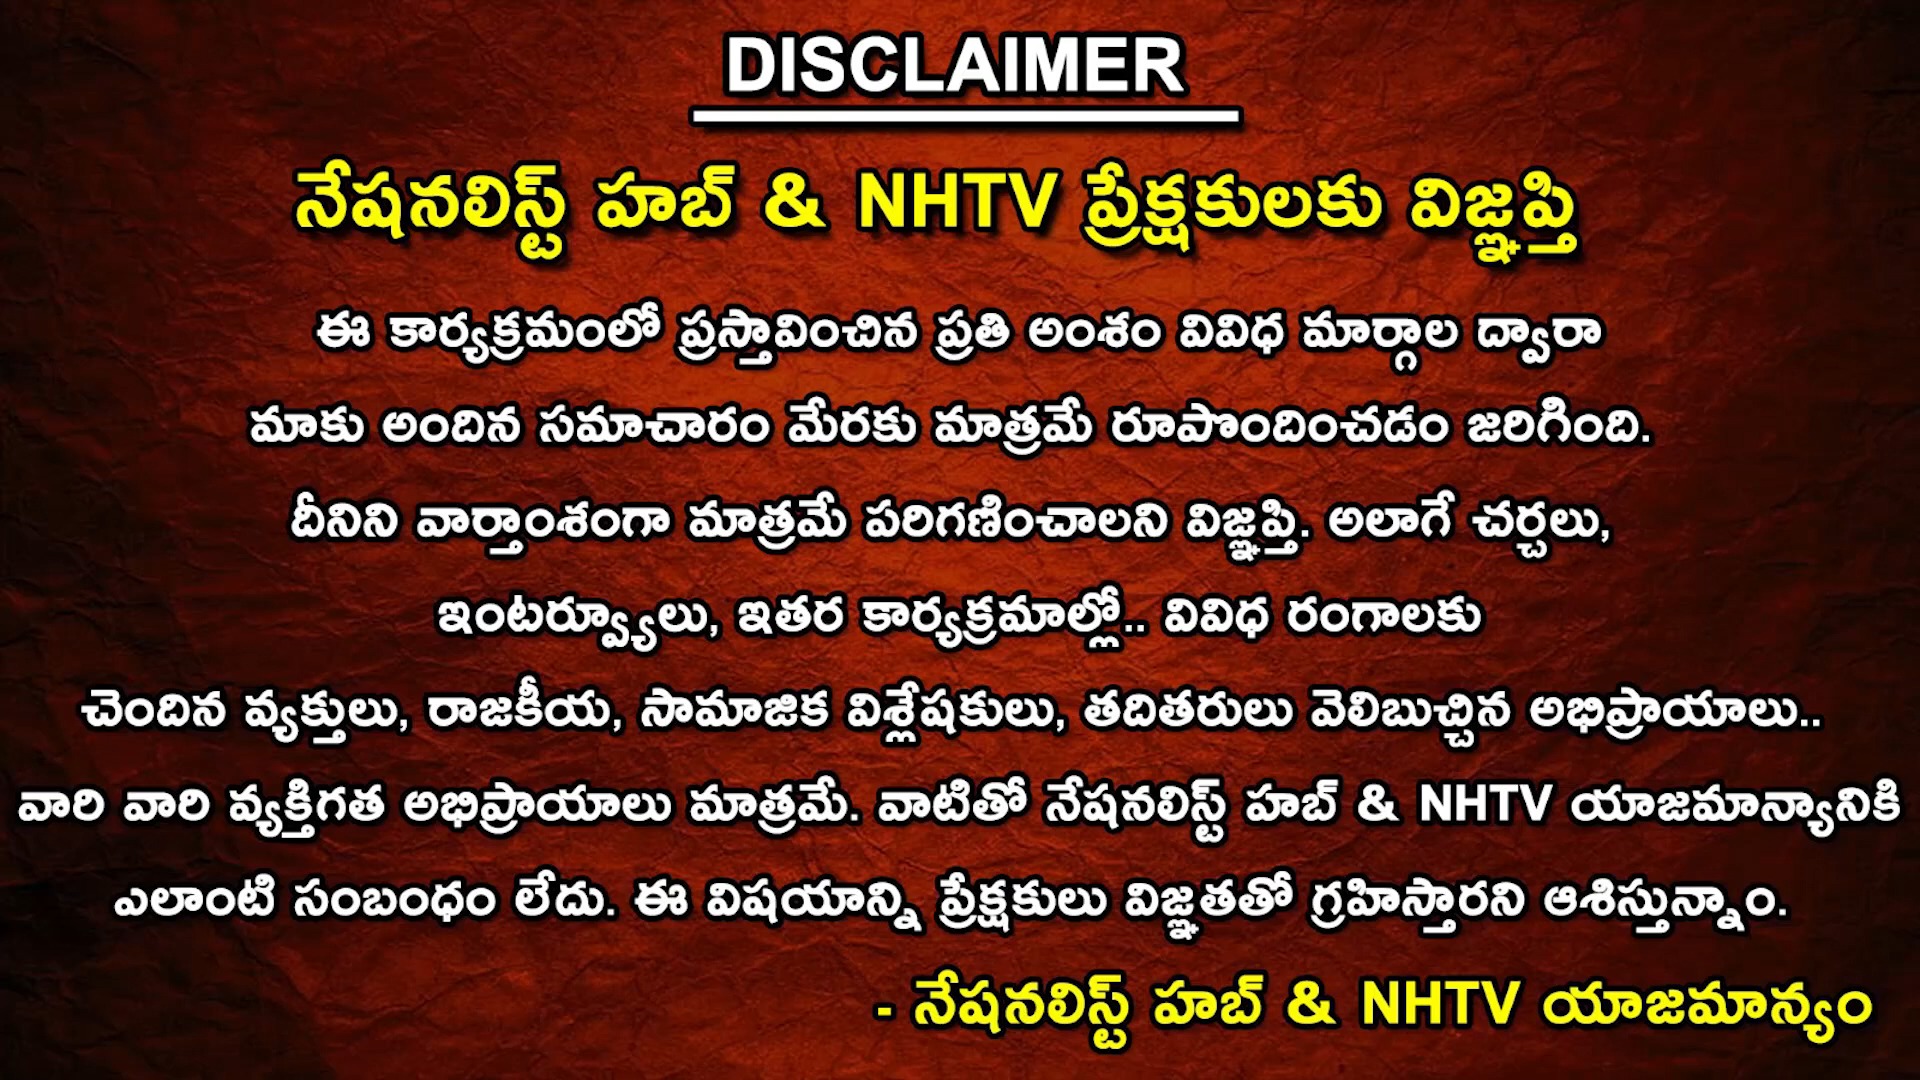 DISCLAIMER
నేషనలిస్ట్ హబ్ & NHTV ప్రేక్షకులకు విజ్ఞప్తి
ఈ కార్యక్రమంలో ప్రస్తావించిన ప్రతి అంశం వివిధ మార్గాల ద్వారా
మాకు అందిన సమాచారం మేరకు మాత్రమే రూపొందించడం జరిగింది.
దీనిని వార్తాంశంగా మాత్రమే పరిగణించాలని విజ్ఞప్తి. అలాగే చర్చలు,
ఇంటర్వ్యూలు, ఇతర కార్యక్రమాల్లో.. వివిధ రంగాలకు
చెందిన వ్యక్తులు, రాజకీయ, సామాజిక విశ్లేషకులు, తదితరులు వెలిబుచ్చిన అభిప్రాయాలు..
వారి వారి వ్యక్తిగత అభిప్రాయాలు మాత్రమే. వాటితో నేషనలిస్ట్ హబ్ & NHTV యాజమాన్యానికి
ఎలాంటి సంబంధం లేదు. ఈ విషయాన్ని ప్రేక్షకులు విజ్ఞతతో గ్రహిస్తారని ఆశిస్తున్నాం.
- నేషనలిస్ట్ హబ్ & NHTV యాజమాన్యం